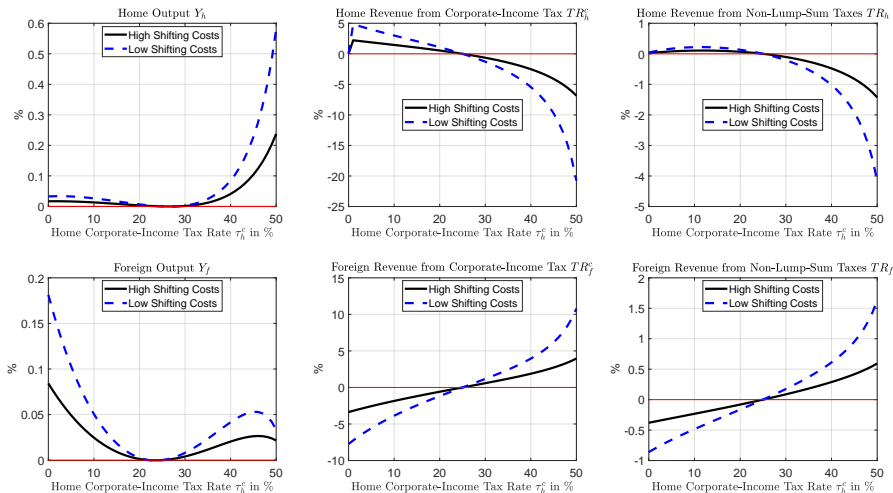 Home Output Y_h
%
0.6
0.5
0.4
0.3
0.2
0.1
0
High Shifting Costs
Low Shifting Costs
0 10 20 30 40 50
Home Corporate-Income Tax Rate τ_h^c in %
Home Revenue from Corporate-Income Tax TR_h^c
%
5
0
-5
-10
-15
-20
-25
High Shifting Costs
Low Shifting Costs
0 10 20 30 40 50
Home Corporate-Income Tax Rate τ_h^c in %
Home Revenue from Non-Lump-Sum Taxes TR_h
%
1
0
-1
-2
-3
-4
-5
High Shifting Costs
Low Shifting Costs
0 10 20 30 40 50
Home Corporate-Income Tax Rate τ_h^c in %
Foreign Output Y_f
%
0.2
0.15
0.1
0.05
0
High Shifting Costs
Low Shifting Costs
0 10 20 30 40 50
Home Corporate-Income Tax Rate τ_h^c in %
Foreign Revenue from Corporate-Income Tax TR_f^c
%
15
10
5
0
-5
-10
High Shifting Costs
Low Shifting Costs
0 10 20 30 40 50
Home Corporate-Income Tax Rate τ_h^c in %
Foreign Revenue from Non-Lump-Sum Taxes TR_f
%
2
1.5
1
0.5
0
-0.5
-1
High Shifting Costs
Low Shifting Costs
0 10 20 30 40 50
Home Corporate-Income Tax Rate τ_h^c in %